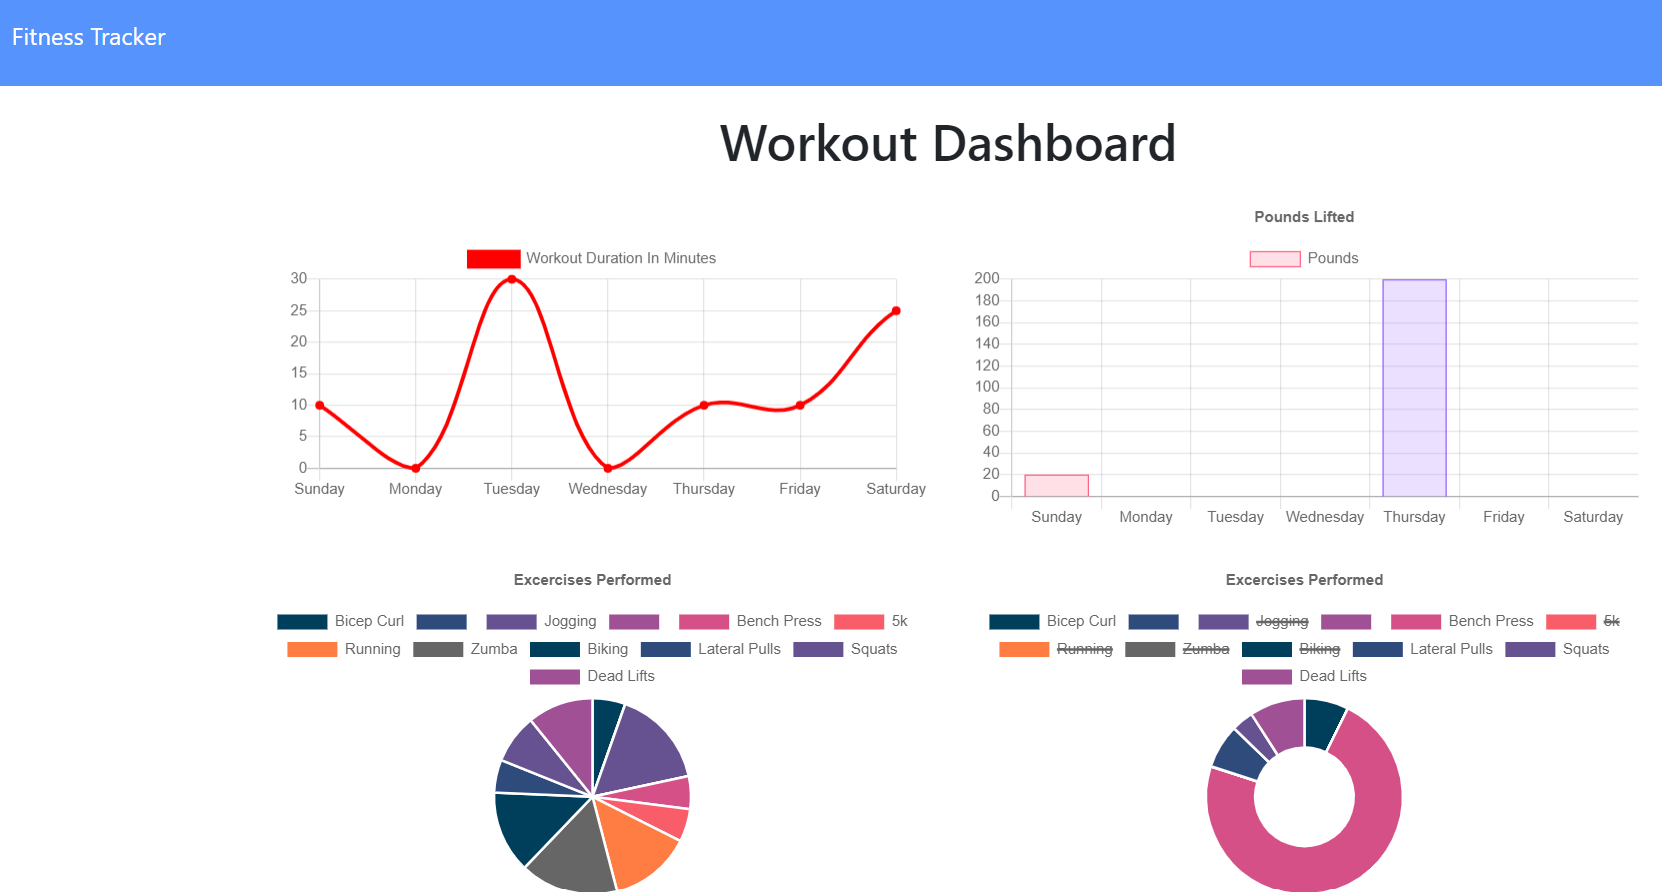 Fitness Tracker
Workout Dashboard
Workout Duration In Minutes
30
25
20
15
10
5
0
Sunday Monday Tuesday Wednesday Thursday Friday Saturday
Pounds Lifted
Pounds
200
180
160
140
120
100
80
60
40
20
0
Sunday Monday Tuesday Wednesday Thursday Friday Saturday
Excercises Performed
Bicep Curl Jogging Bench Press 5k
Running Zumba Biking Lateral Pulls Squats
Dead Lifts
Excercises Performed
Bicep Curl Jogging Bench Press 5k
Running Zumba Biking Lateral Pulls Squats
Dead Lifts